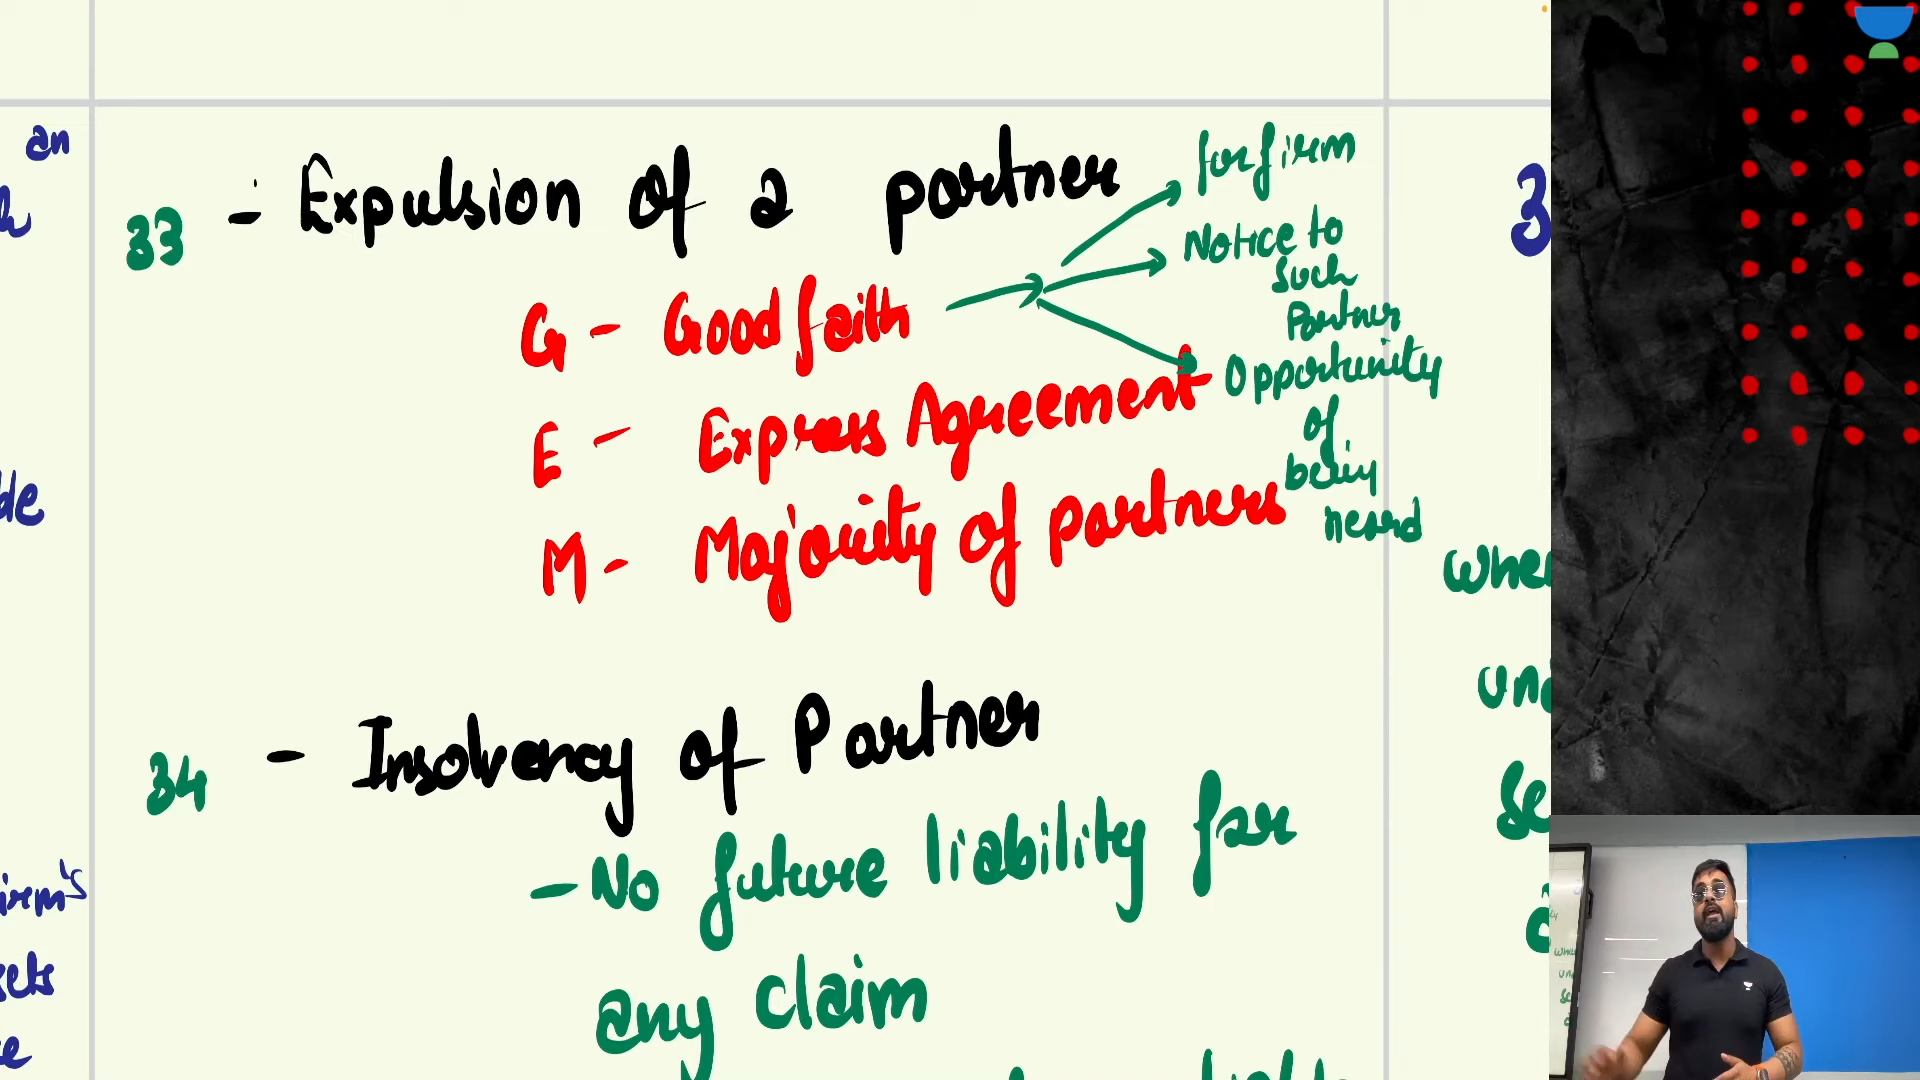 an
33 - Expulsion of a partner
for firm
Notice to
such
Partner
G - Good faith
Opportunity
of
being
heard
E - Express Agreement
M - Majority of partners
34 - Insolvency of Partner
- No future liability for
any claim